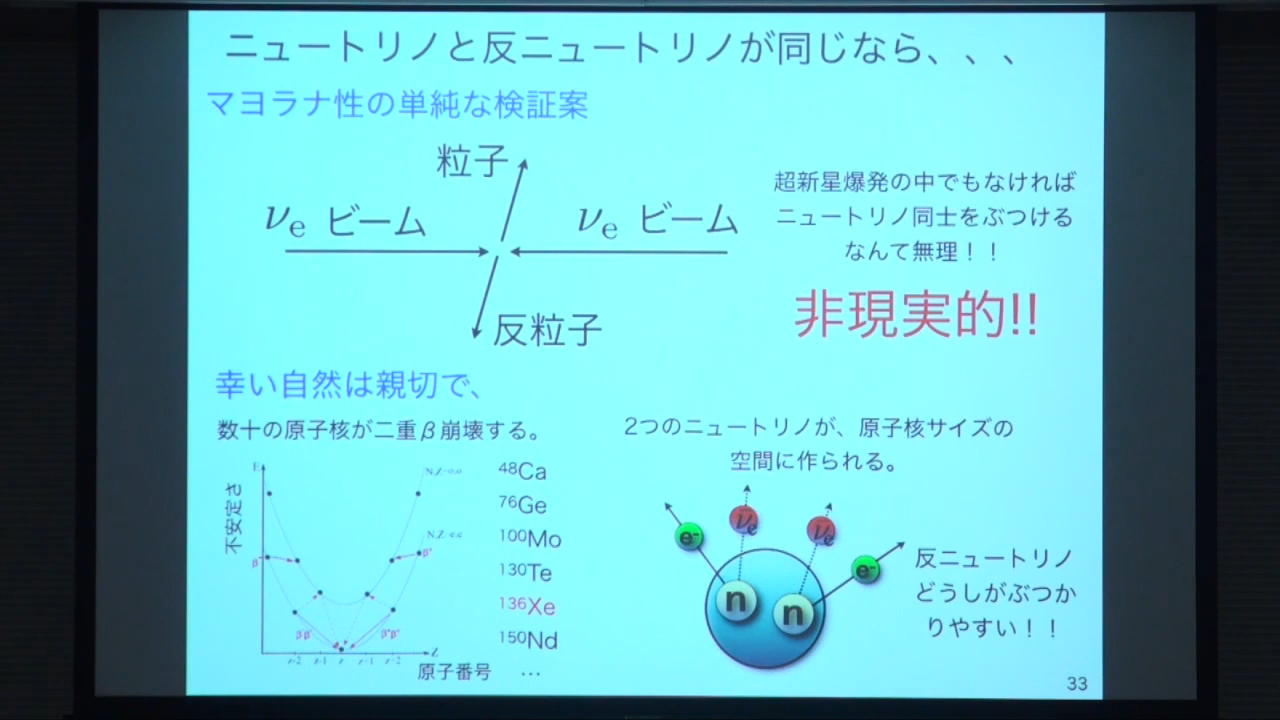 ニュートリノと反ニュートリノが同じなら、、、
マヨラナ性の単純な検証案
粒子
νe ビーム
νe ビーム
反粒子
超新星爆発の中でもなければ
ニュートリノ同士をぶつける
なんて無理！！
非現実的!!
幸い自然は親切で、
数十の原子核が二重β崩壊する。
E
不安定さ
N,Z-o,o
N,Z-e,e
β⁻
β⁺
β⁻β⁻
β⁺β⁺
z-2 z-1 z z+1 z+2
Z
原子番号
⁴⁸Ca
⁷⁶Ge
¹⁰⁰Mo
¹³⁰Te
¹³⁶Xe
¹⁵⁰Nd
…
2つのニュートリノが、原子核サイズの
空間に作られる。
e⁻
ν̄e
ν̄e
e⁻
n
n
反ニュートリノ
どうしがぶつか
りやすい！！
33